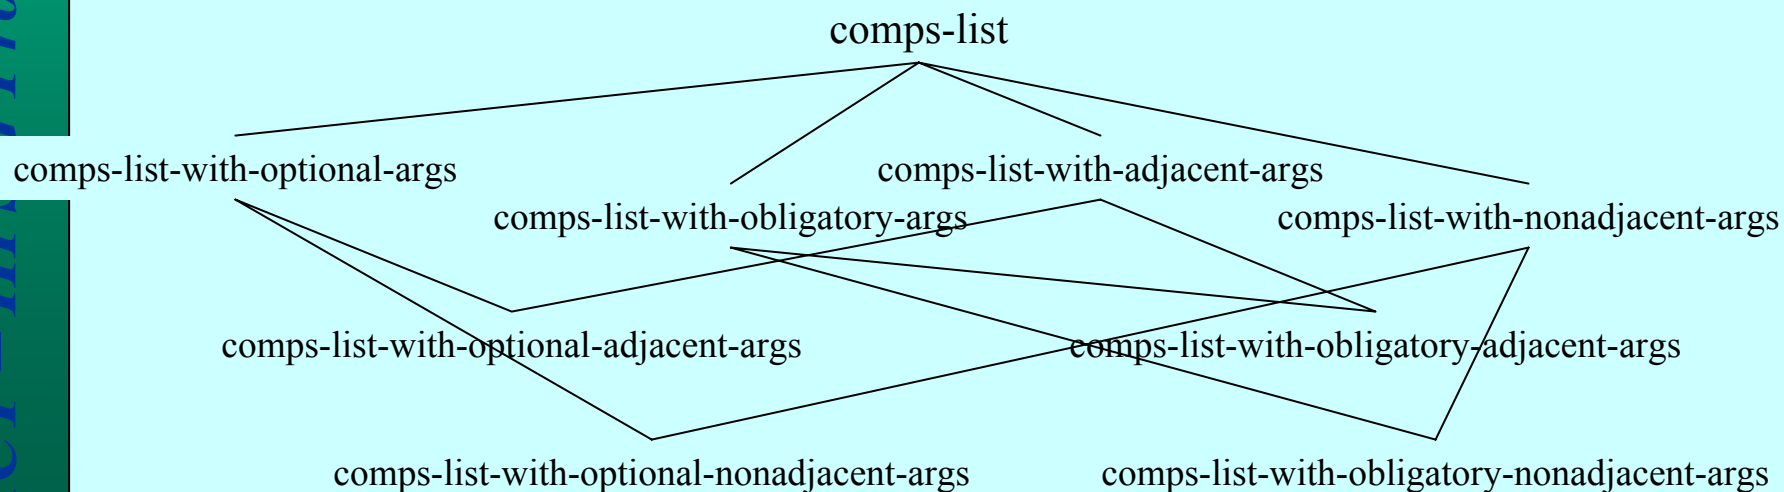 comps-list
comps-list-with-optional-args
comps-list-with-adjacent-args
comps-list-with-obligatory-args
comps-list-with-nonadjacent-args
comps-list-with-optional-adjacent-args
comps-list-with-obligatory-adjacent-args
comps-list-with-optional-nonadjacent-args
comps-list-with-obligatory-nonadjacent-args